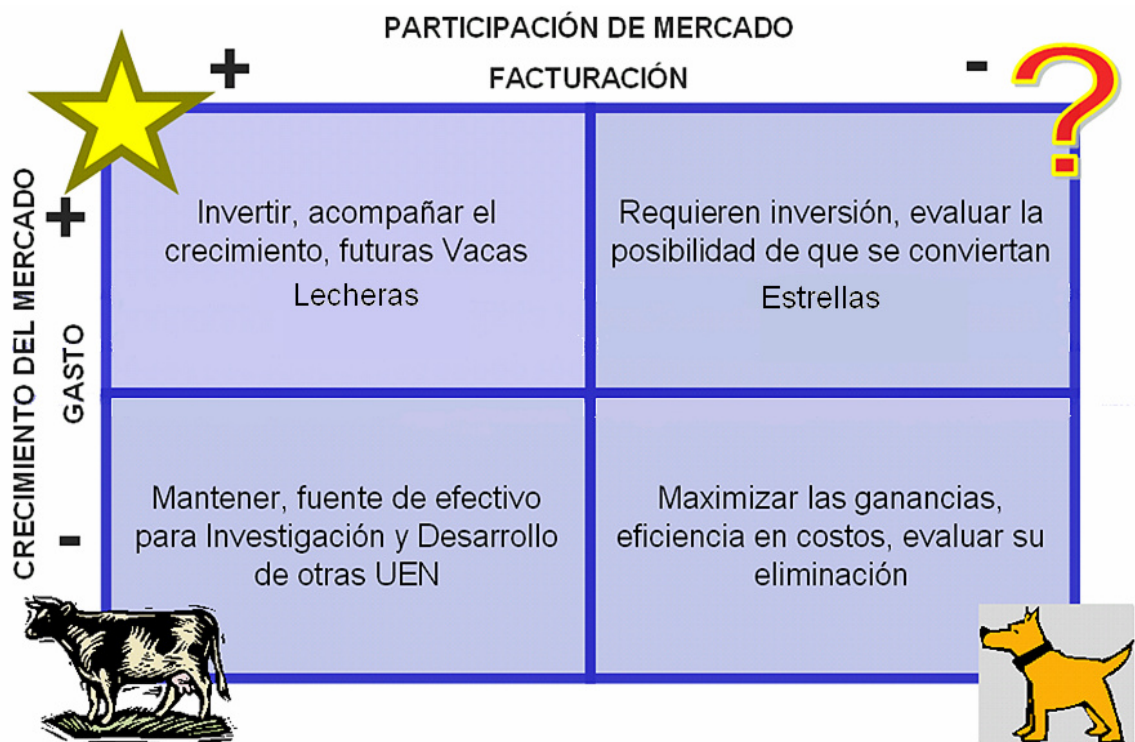 PARTICIPACIÓN DE MERCADO
+ FACTURACIÓN - ?
CRECIMIENTO DEL MERCADO
+ GASTO -
Invertir, acompañar el
crecimiento, futuras Vacas
Lecheras
Requieren inversión, evaluar la
posibilidad de que se conviertan
Estrellas
Mantener, fuente de efectivo
para Investigación y Desarrollo
de otras UEN
Maximizar las ganancias,
eficiencia en costos, evaluar su
eliminación